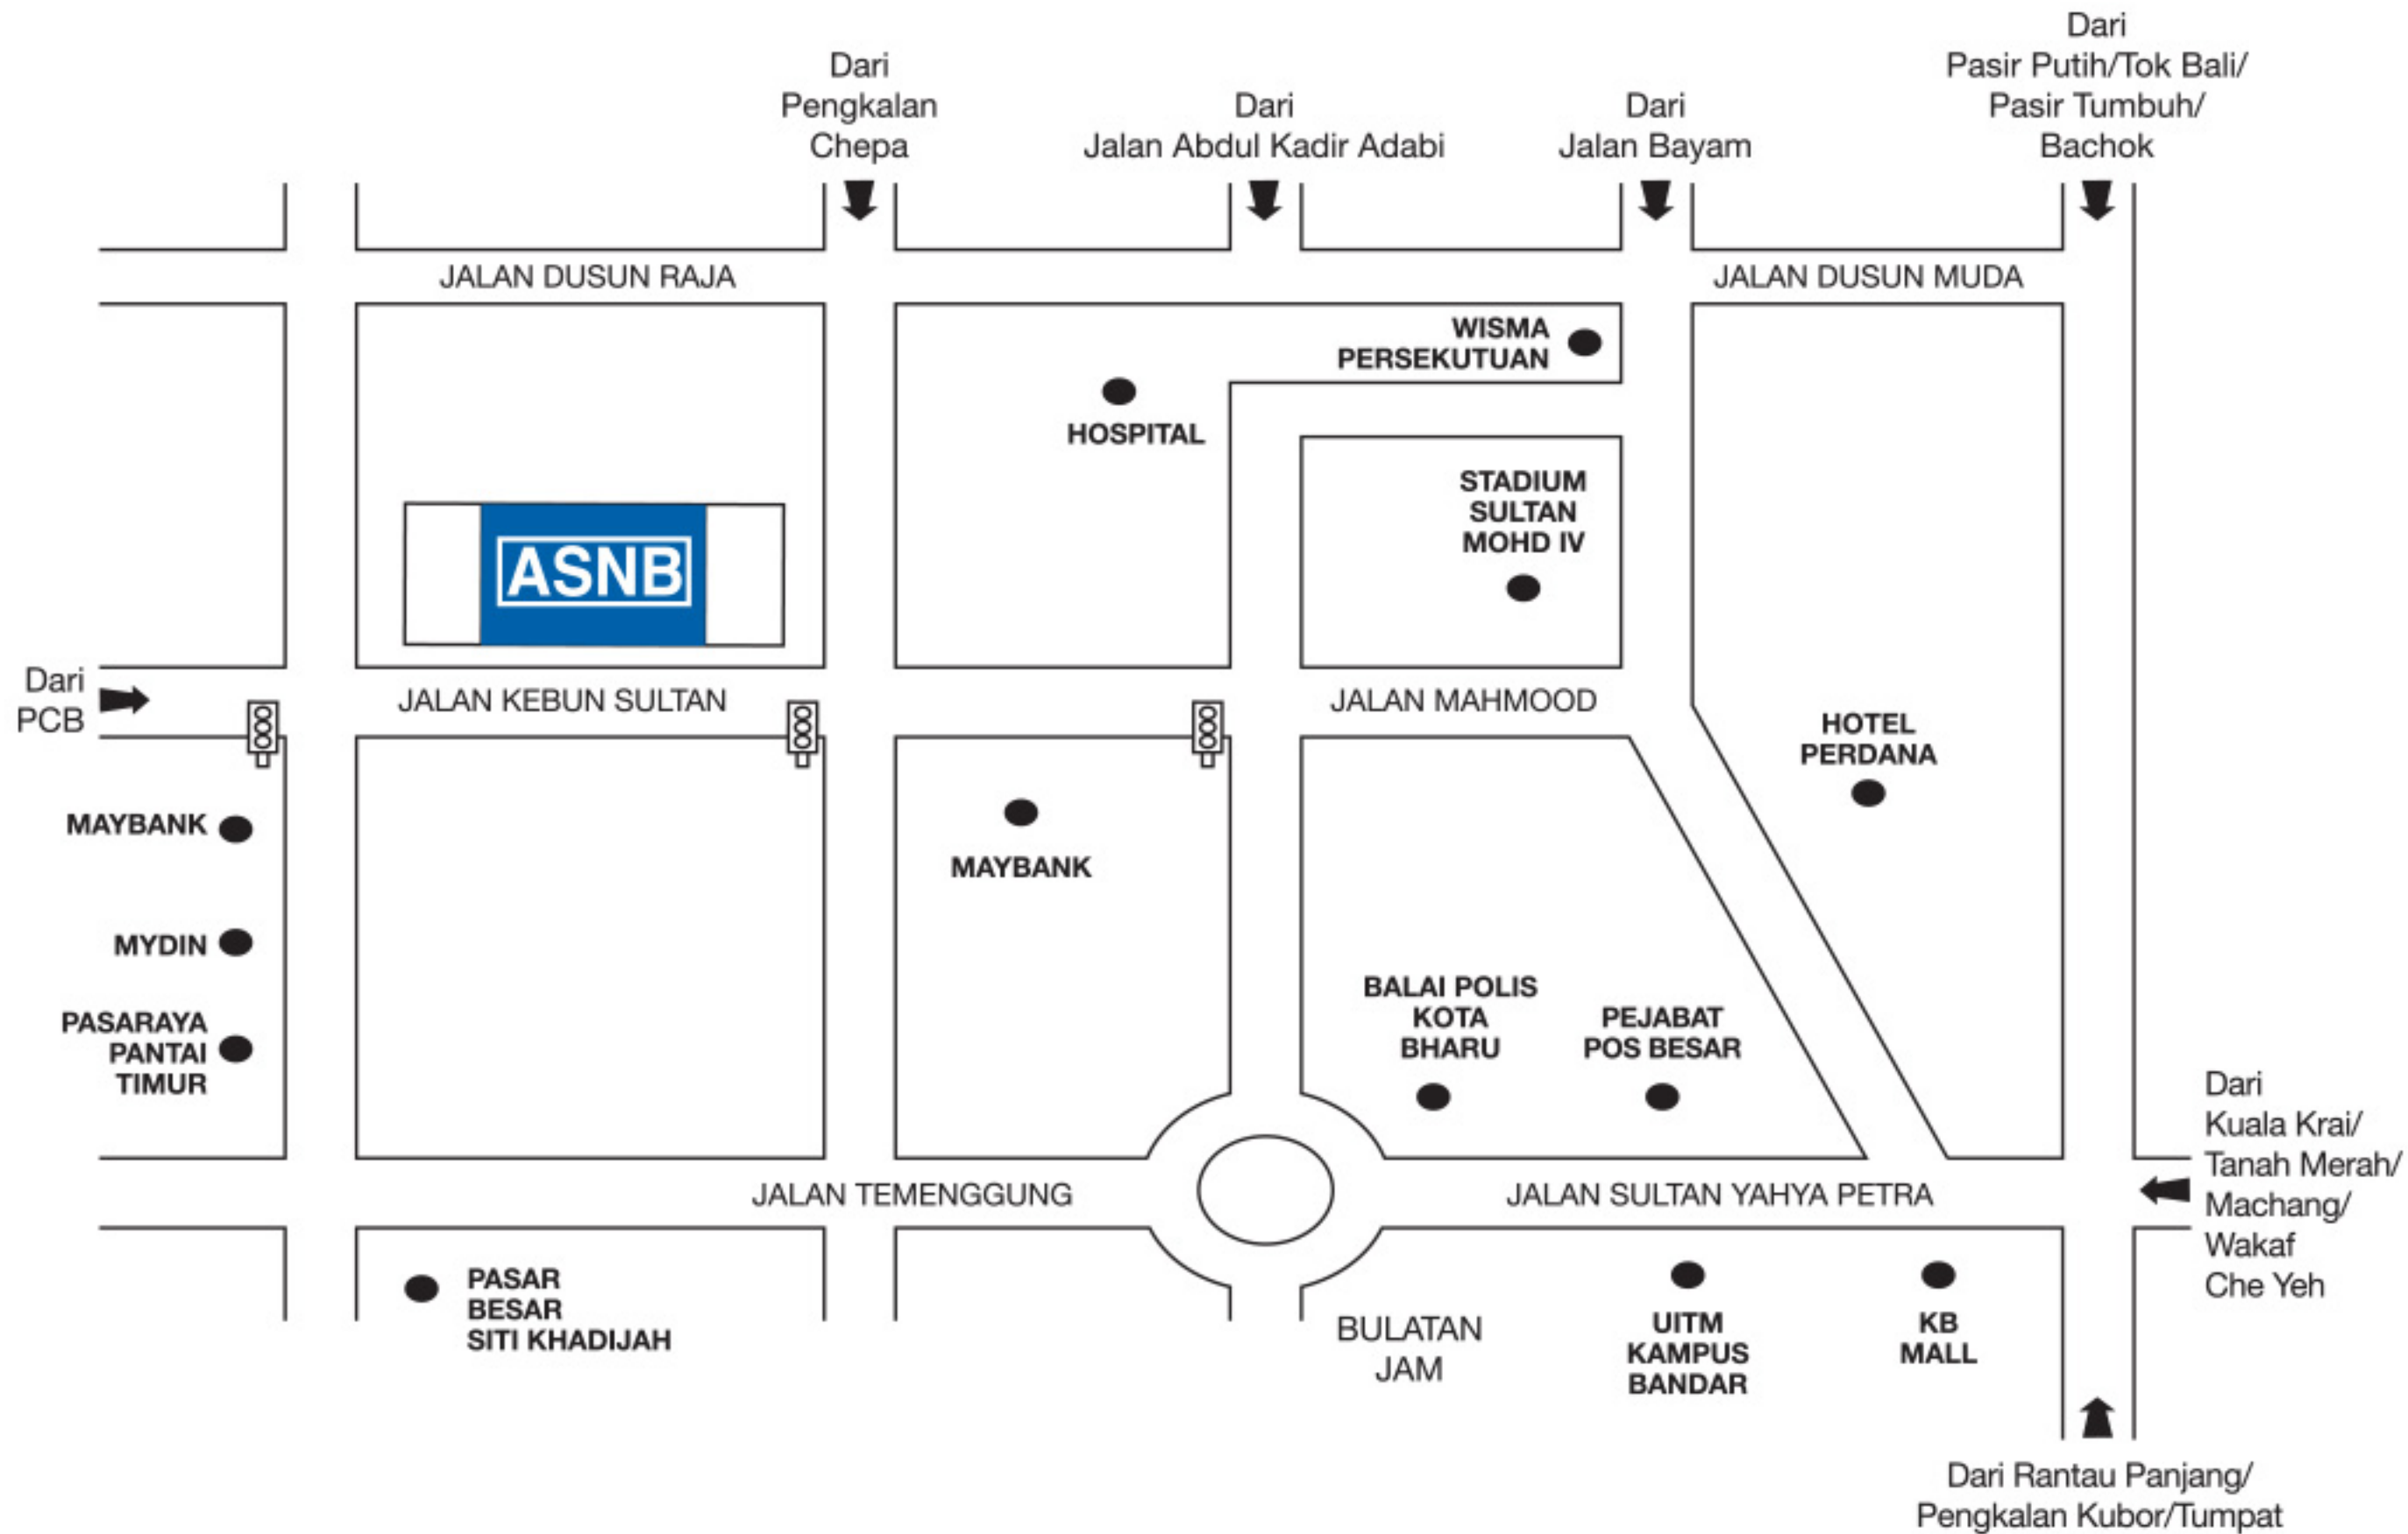 Dari
Pasir Putih/Tok Bali/
Pasir Tumbuh/
Bachok
Dari
Pengkalan
Chepa
Dari
Jalan Abdul Kadir Adabi
Dari
Jalan Bayam
JALAN DUSUN RAJA
JALAN DUSUN MUDA
WISMA
PERSEKUTUAN
HOSPITAL
STADIUM
SULTAN
MOHD IV
ASNB
Dari
PCB
JALAN KEBUN SULTAN
JALAN MAHMOOD
HOTEL
PERDANA
MAYBANK
MAYBANK
MYDIN
PASARAYA
PANTAI
TIMUR
BALAI POLIS
KOTA
BHARU
PEJABAT
POS BESAR
Dari
Kuala Krai/
Tanah Merah/
Machang/
Wakaf
Che Yeh
JALAN TEMENGGUNG
JALAN SULTAN YAHYA PETRA
PASAR
BESAR
SITI KHADIJAH
BULATAN
JAM
UITM
KAMPUS
BANDAR
KB
MALL
Dari Rantau Panjang/
Pengkalan Kubor/Tumpat